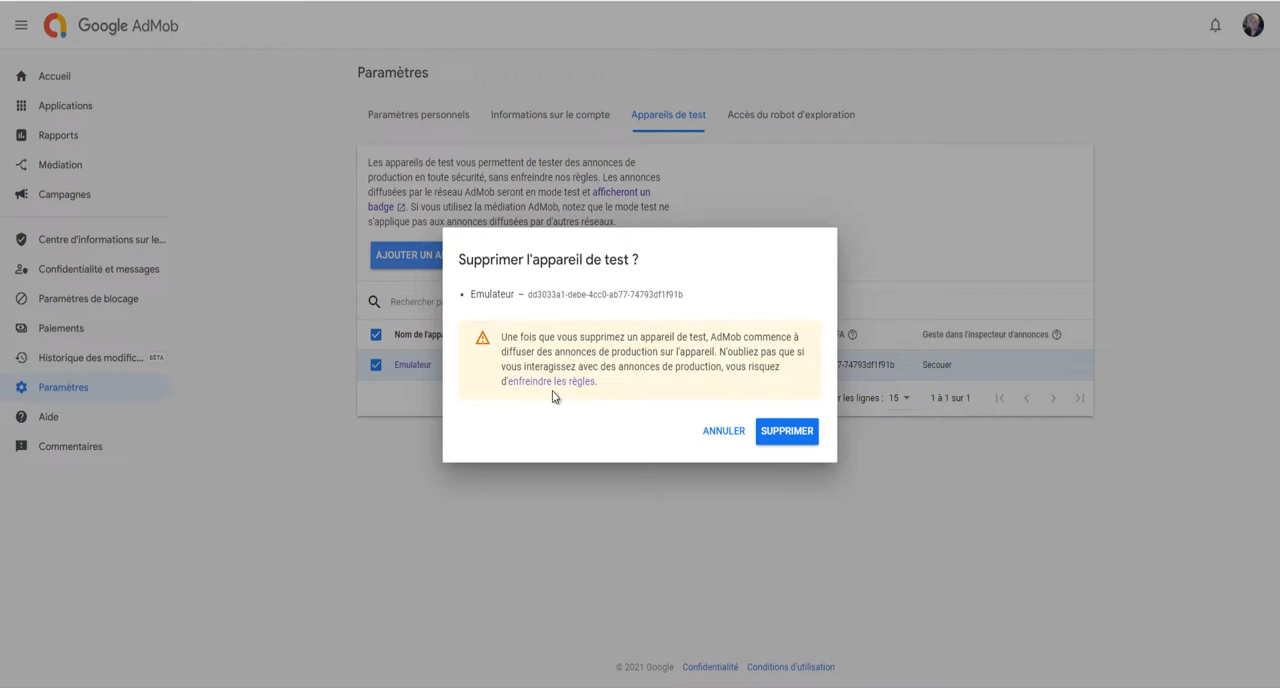 Google AdMob
Accueil
Applications
Rapports
Médiation
Campagnes
Centre d'informations sur le...
Confidentialité et messages
Paramètres de blocage
Paiements
Historique des modific... BÊTA
Paramètres
Aide
Commentaires
Paramètres
Paramètres personnels Informations sur le compte Appareils de test Accès du robot d'exploration
Les appareils de test vous permettent de tester des annonces de
production en toute sécurité, sans enfreindre nos règles. Les annonces
diffusées par le réseau AdMob seront en mode test et afficheront un
badge. Si vous utilisez la médiation AdMob, notez que le mode test ne
s'applique pas aux annonces diffusées par d'autres réseaux.
AJOUTER UN A
Rechercher p
Nom de l'appa FA Geste dans l'inspecteur d'annonces
Emulateur 7-74793df1f91b Secouer
r les lignes : 15 1 à 1 sur 1
Supprimer l'appareil de test ?
• Emulateur – dd3033a1-debe-4cc0-ab77-74793df1f91b
Une fois que vous supprimez un appareil de test, AdMob commence à
diffuser des annonces de production sur l'appareil. N'oubliez pas que si
vous interagissez avec des annonces de production, vous risquez
d'enfreindre les règles.
ANNULER SUPPRIMER
© 2021 Google Confidentialité Conditions d'utilisation